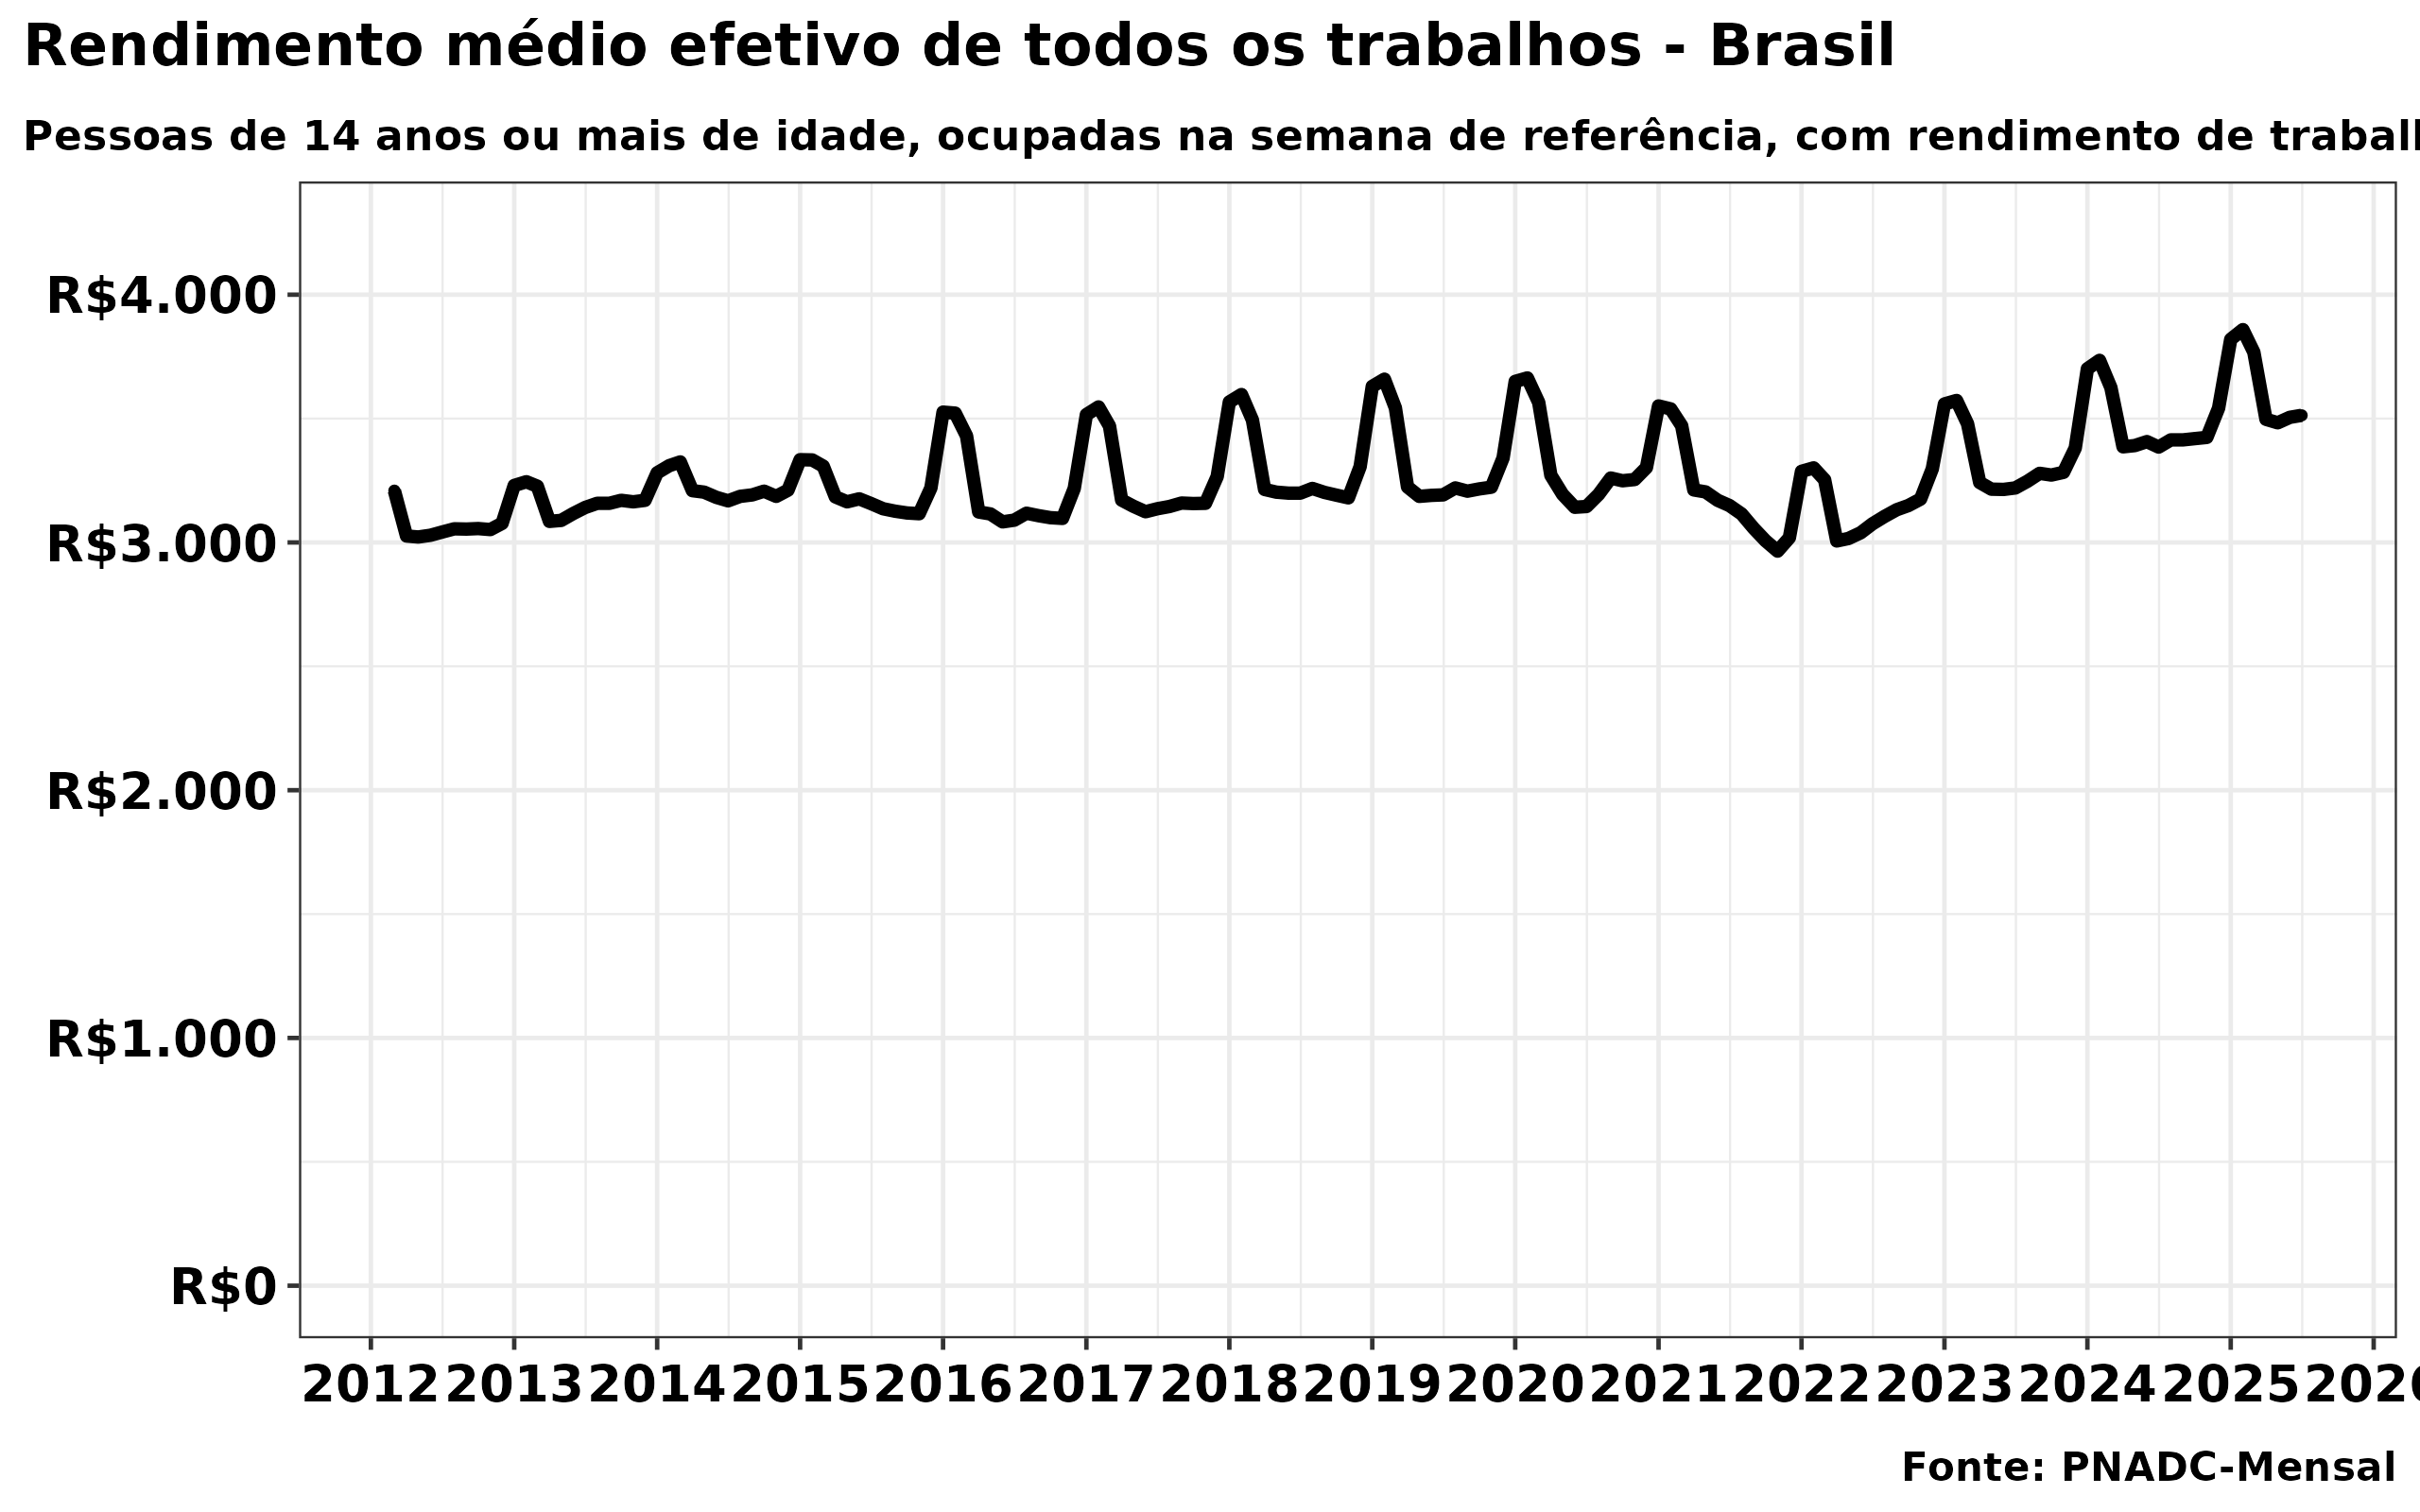 Rendimento médio efetivo de todos os trabalhos - Brasil
Pessoas de 14 anos ou mais de idade, ocupadas na semana de referência, com rendimento de
R$4.000
R$3.000
R$2.000
R$1.000
R$0
2012 2013 2014 2015 2016 2017 2018 2019 2020 2021 2022 2023 2024 2025
Fonte: PNADC-Mensal